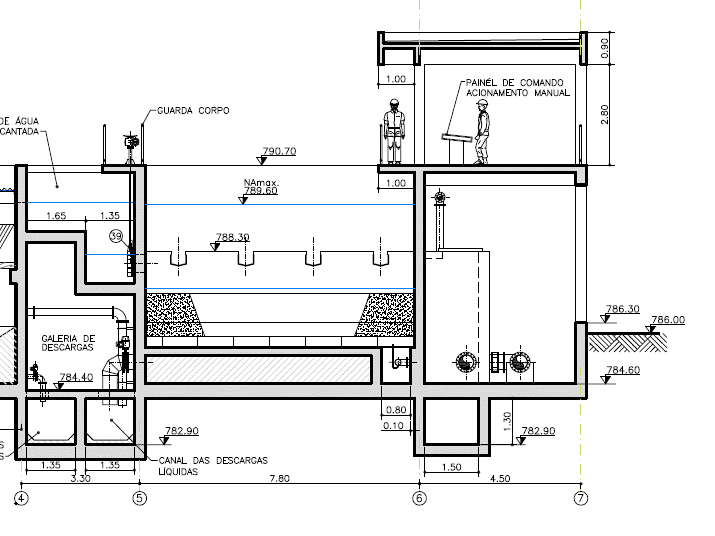 0.90
1.00
PAINÉL DE COMANDO
ACIONAMENTO MANUAL
2.80
GUARDA CORPO
DE ÁGUA
CANTADA
790.70
NAmax.
789.60
1.00
1.65
1.35
39
788.30
786.30
786.00
GALERIA DE
DESCARGAS
784.40
784.60
0.80
0.10
1.30
782.90
782.90
S
S
CANAL DAS DESCARGAS
LÍQUIDAS
1.35
1.35
1.50
3.30
7.80
4.50
4
5
6
7